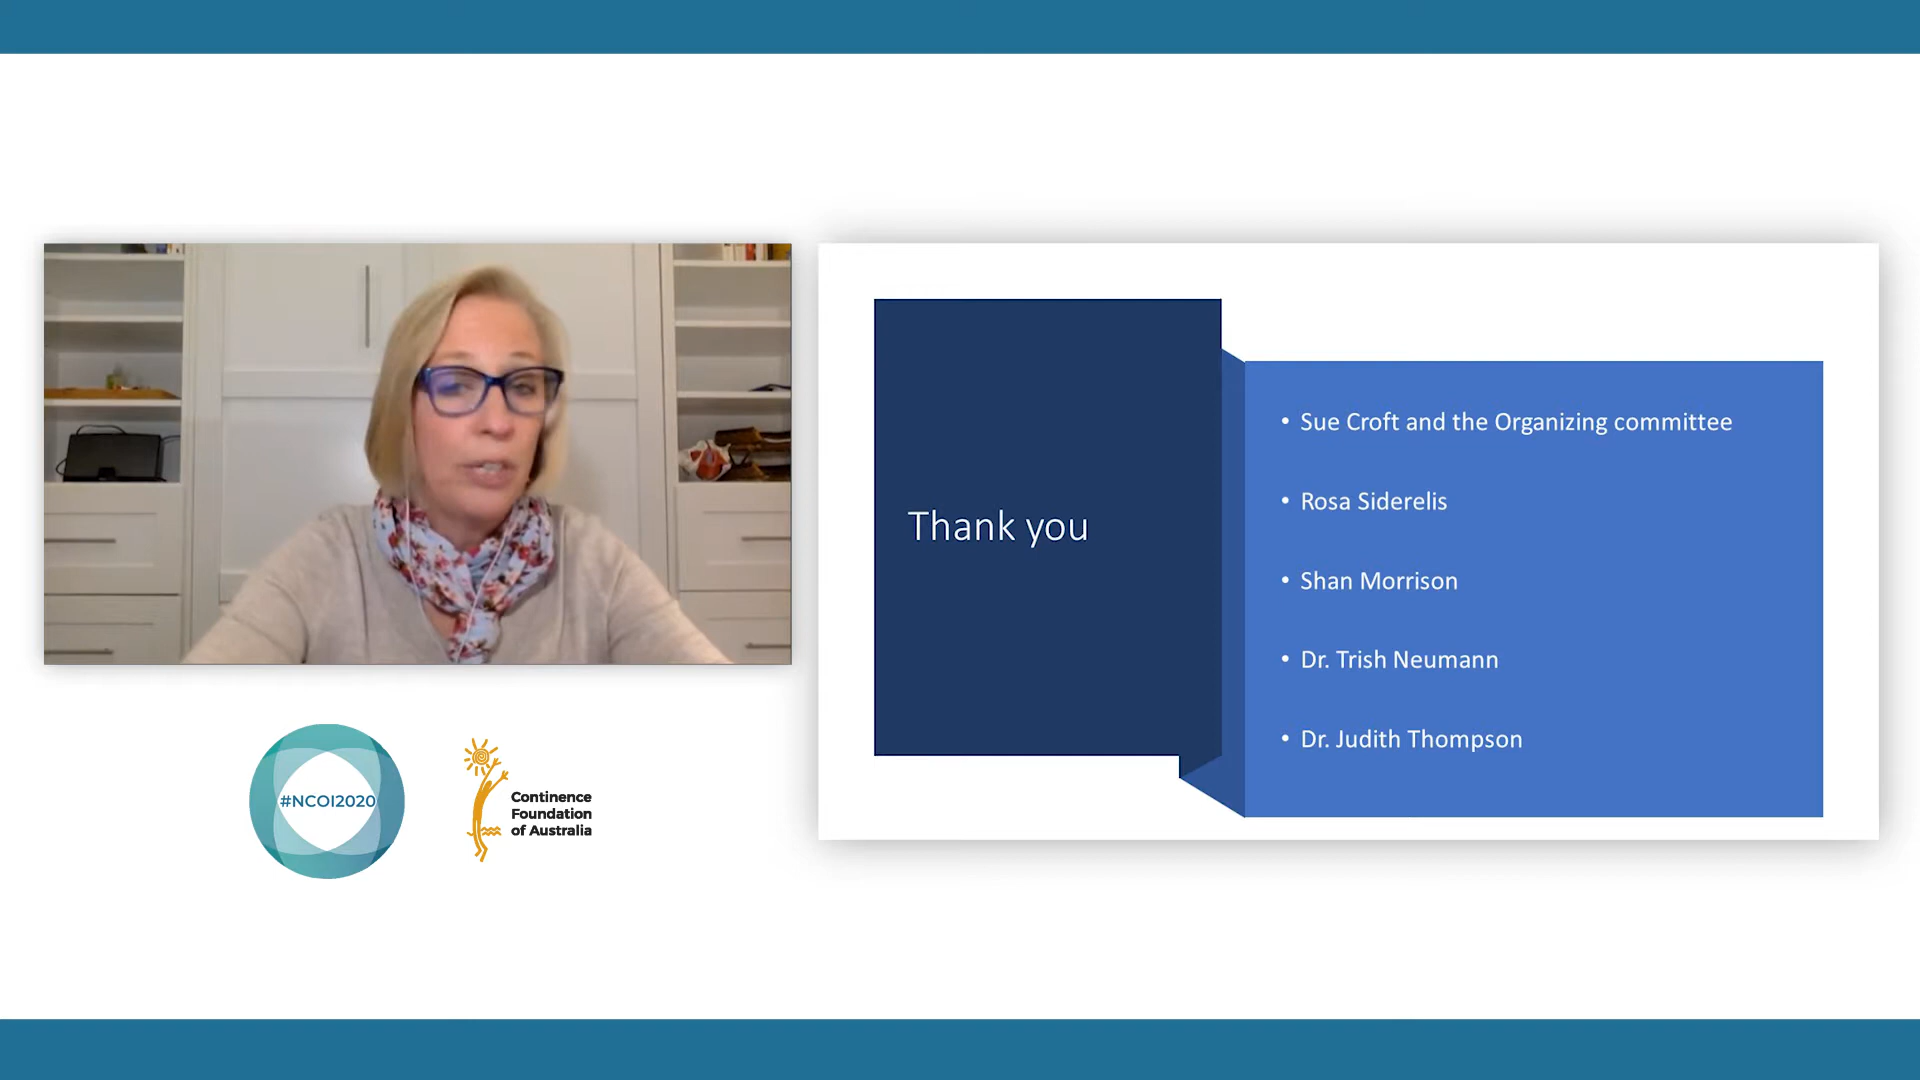 Thank you
• Sue Croft and the Organizing committee
• Rosa Siderelis
• Shan Morrison
• Dr. Trish Neumann
• Dr. Judith Thompson
#NCOI2020
Continence
Foundation
of Australia